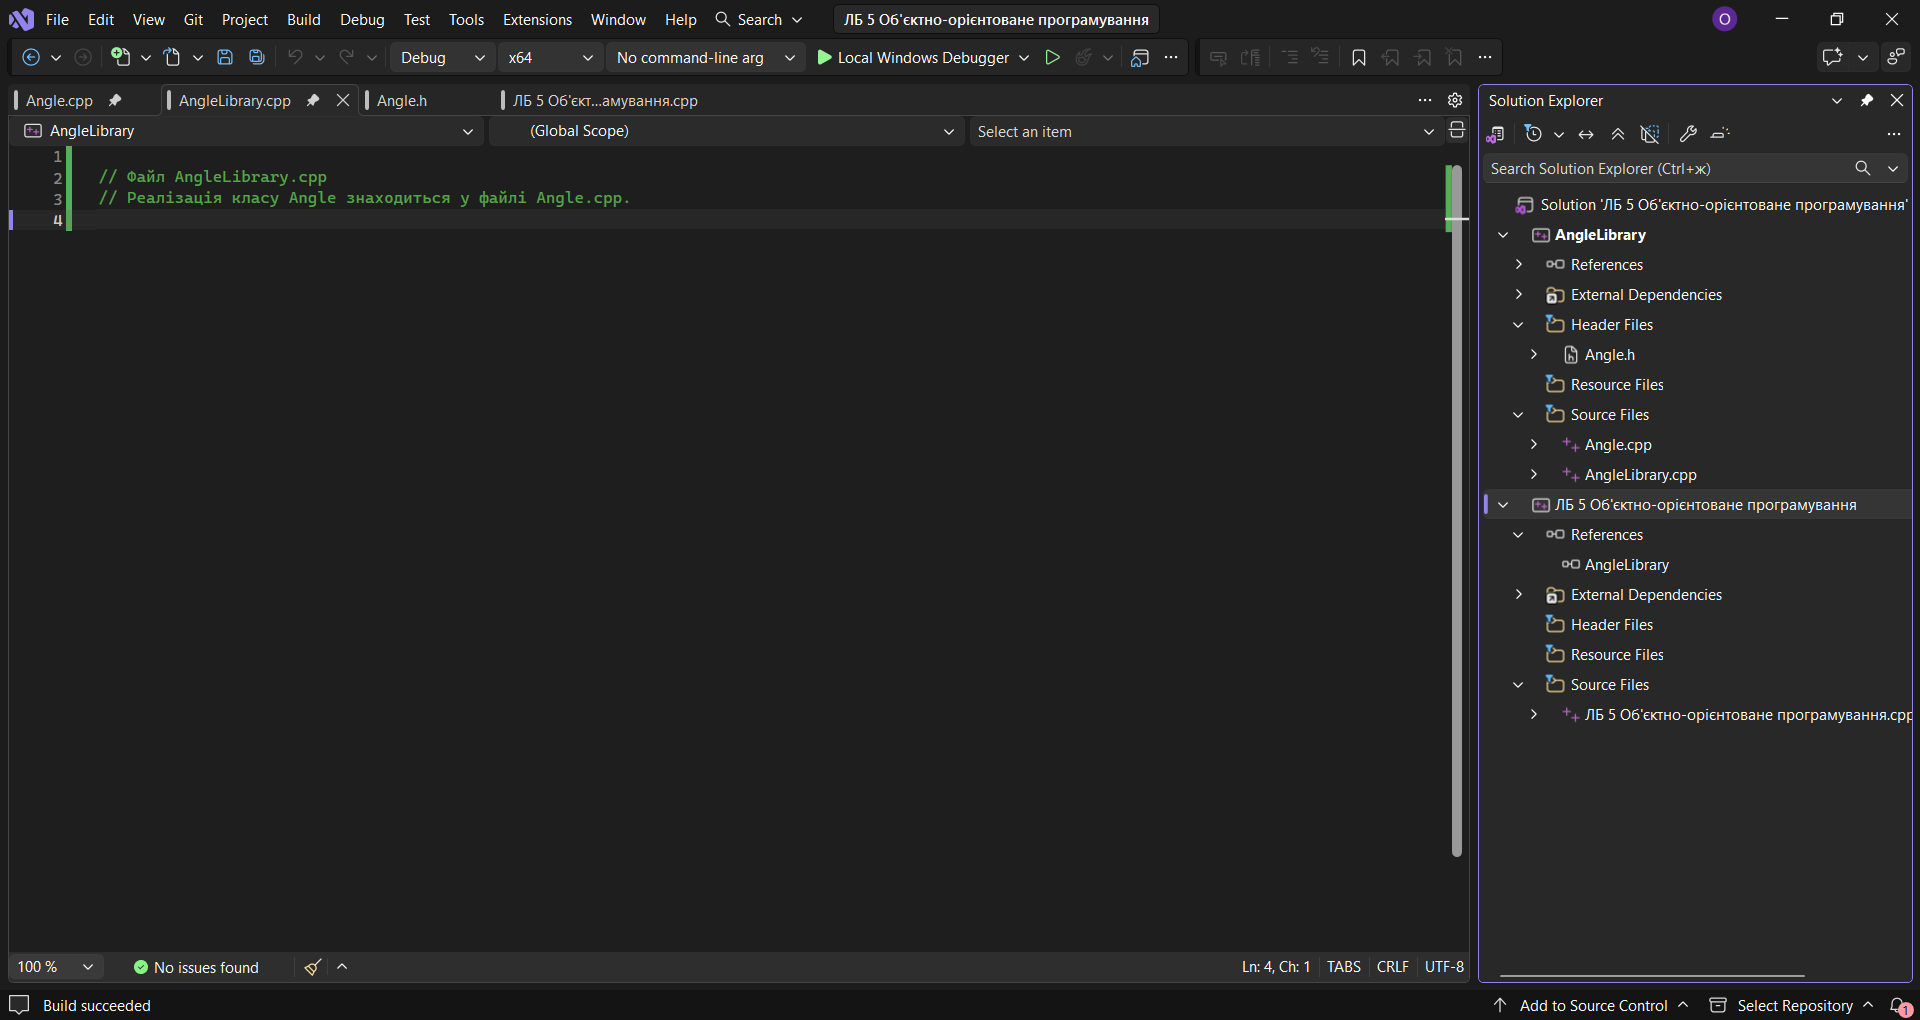 File Edit View Git Project Build Debug Test Tools Extensions Window Help Search ЛБ 5 Об'єктно-орієнтоване програмування O
Debug x64 No command-line arg Local Windows Debugger
Angle.cpp AngleLibrary.cpp Angle.h ЛБ 5 Об'єкт...амування.cpp
AngleLibrary (Global Scope) Select an item
1
2 // Файл AngleLibrary.cpp
3 // Реалізація класу Angle знаходиться у файлі Angle.cpp.
4
100 % No issues found Ln: 4, Ch: 1 TABS CRLF UTF-8
Solution Explorer
Search Solution Explorer (Ctrl+ж)
Solution 'ЛБ 5 Об'єктно-орієнтоване програмування'
AngleLibrary
References
External Dependencies
Header Files
Angle.h
Resource Files
Source Files
Angle.cpp
AngleLibrary.cpp
ЛБ 5 Об'єктно-орієнтоване програмування
References
AngleLibrary
External Dependencies
Header Files
Resource Files
Source Files
ЛБ 5 Об'єктно-орієнтоване програмування.cpp
Build succeeded Add to Source Control Select Repository 1